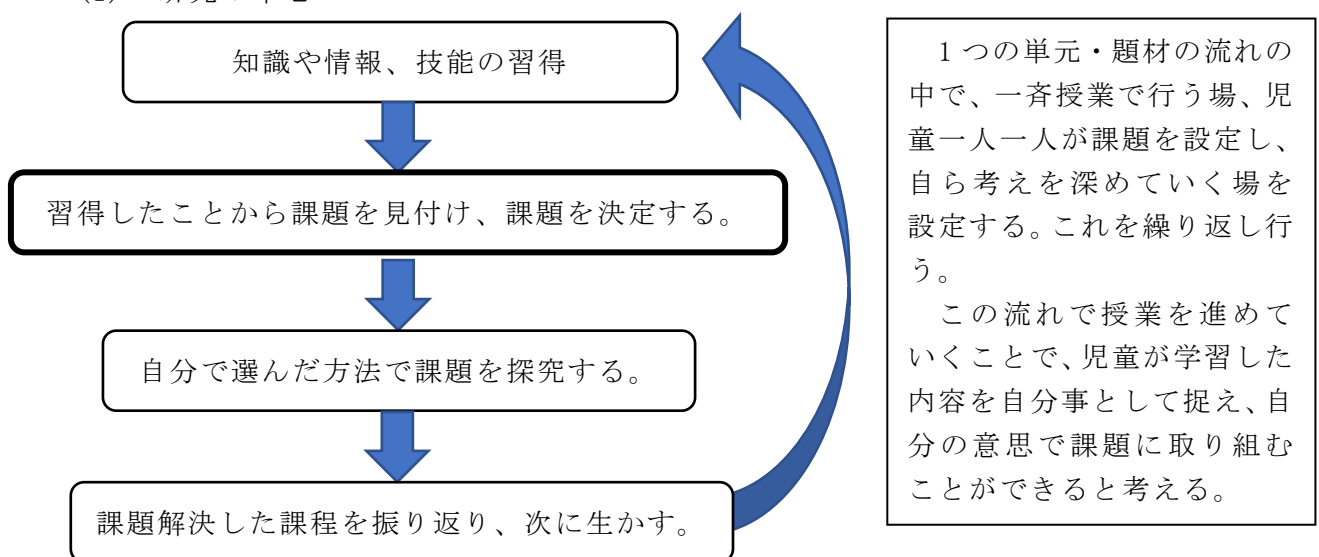 知識や情報、技能の習得
習得したことから課題を見付け、課題を決定する。
自分で選んだ方法で課題を探究する。
課題解決した課程を振り返り、次に生かす。
１つの単元・題材の流れの
中で、一斉授業で行う場、児
童一人一人が課題を設定し、
自ら考えを深めていく場を
設定する。これを繰り返し行
う。
この流れで授業を進めて
いくことで、児童が学習した
内容を自分事として捉え、自
分の意思で課題に取り組む
ことができると考える。